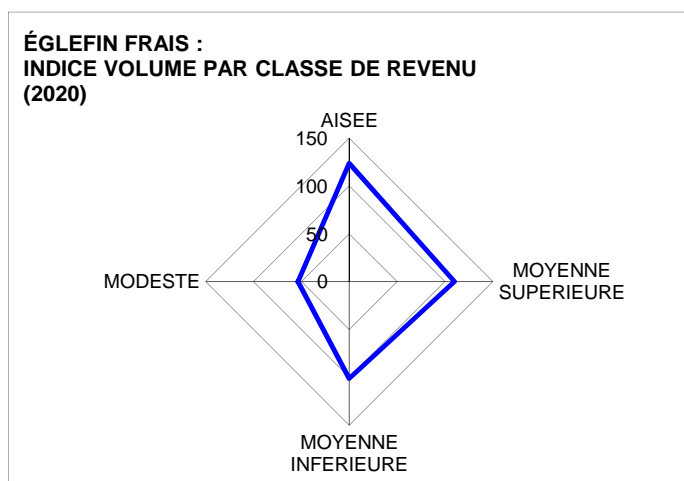 ÉGLEFIN FRAIS :
INDICE VOLUME PAR CLASSE DE REVENU
(2020)
AISEE
150
100
50
0
MODESTE
MOYENNE
SUPERIEURE
MOYENNE
INFERIEURE